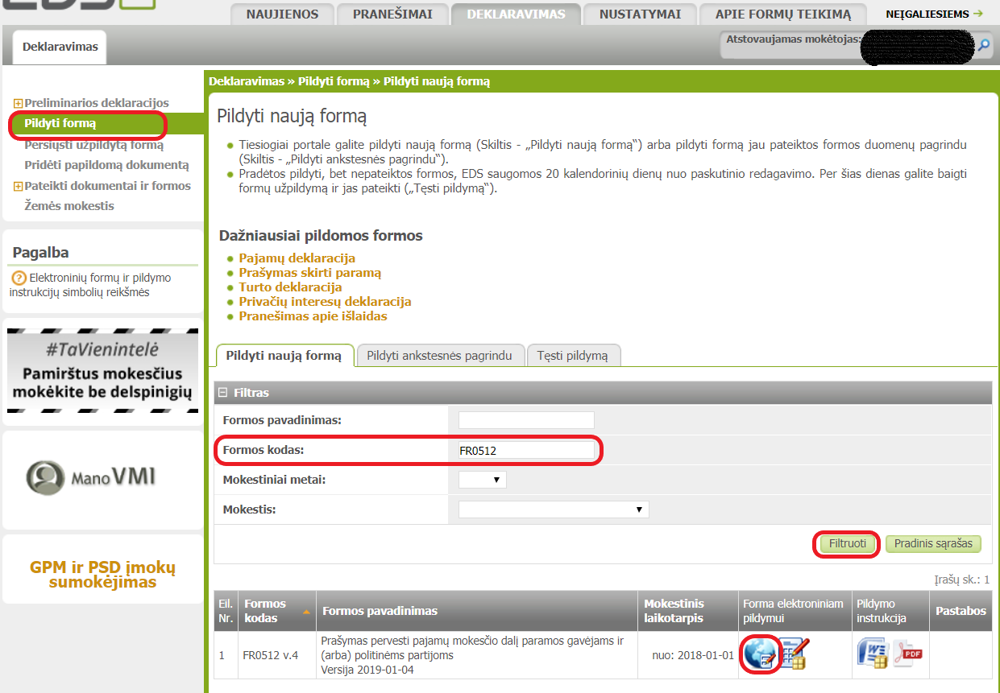 EDS
NAUJIENOS
PRANEŠIMAI
DEKLARAVIMAS
NUSTATYMAI
APIE FORMŲ TEIKIMĄ
NEĮGALIESIEMS
Deklaravimas
Atstovaujamas mokėtojas:
Preliminarios deklaracijos
Pildyti formą
Persiųsti užpildytą formą
Pridėti papildomą dokumentą
Pateikti dokumentai ir formos
Žemės mokestis
Pagalba
Elektroninių formų ir pildymo
instrukcijų simbolių reikšmės
#TaVienintelė
Pamirštus mokesčius
mokėkite be delspinigių
Mano VMI
GPM ir PSD įmokų
sumokėjimas
Deklaravimas » Pildyti formą » Pildyti naują formą
Pildyti naują formą
Tiesiogiai portale galite pildyti naują formą (Skiltis - „Pildyti naują formą“) arba pildyti formą jau pateiktos formos duomenų pagrindu
(Skiltis - „Pildyti ankstesnės pagrindu“).
Pradėtos pildyti, bet nepateiktos formos, EDS saugomos 20 kalendorinių dienų nuo paskutinio redagavimo. Per šias dienas galite baigti
formų užpildymą ir jas pateikti („Tęsti pildymą“).
Dažniausiai pildomos formos
Pajamų deklaracija
Prašymas skirti paramą
Turto deklaracija
Privačių interesų deklaracija
Pranešimas apie išlaidas
Pildyti naują formą
Pildyti ankstesnės pagrindu
Tęsti pildymą
Filtras
Formos pavadinimas:
Formos kodas: FR0512
Mokestiniai metai:
Mokestis:
Filtruoti
Pradinis sąrašas
Įrašų sk.: 1
Eil.
Nr.
Formos
kodas
Formos pavadinimas
Mokestinis
laikotarpis
Forma elektroniniam
pildymui
Pildymo
instrukcija
Pastabos
1
FR0512 v.4
Prašymas pervesti pajamų mokesčio dalį paramos gavėjams ir
(arba) politinėms partijoms
Versija 2019-01-04
nuo: 2018-01-01
W
PDF